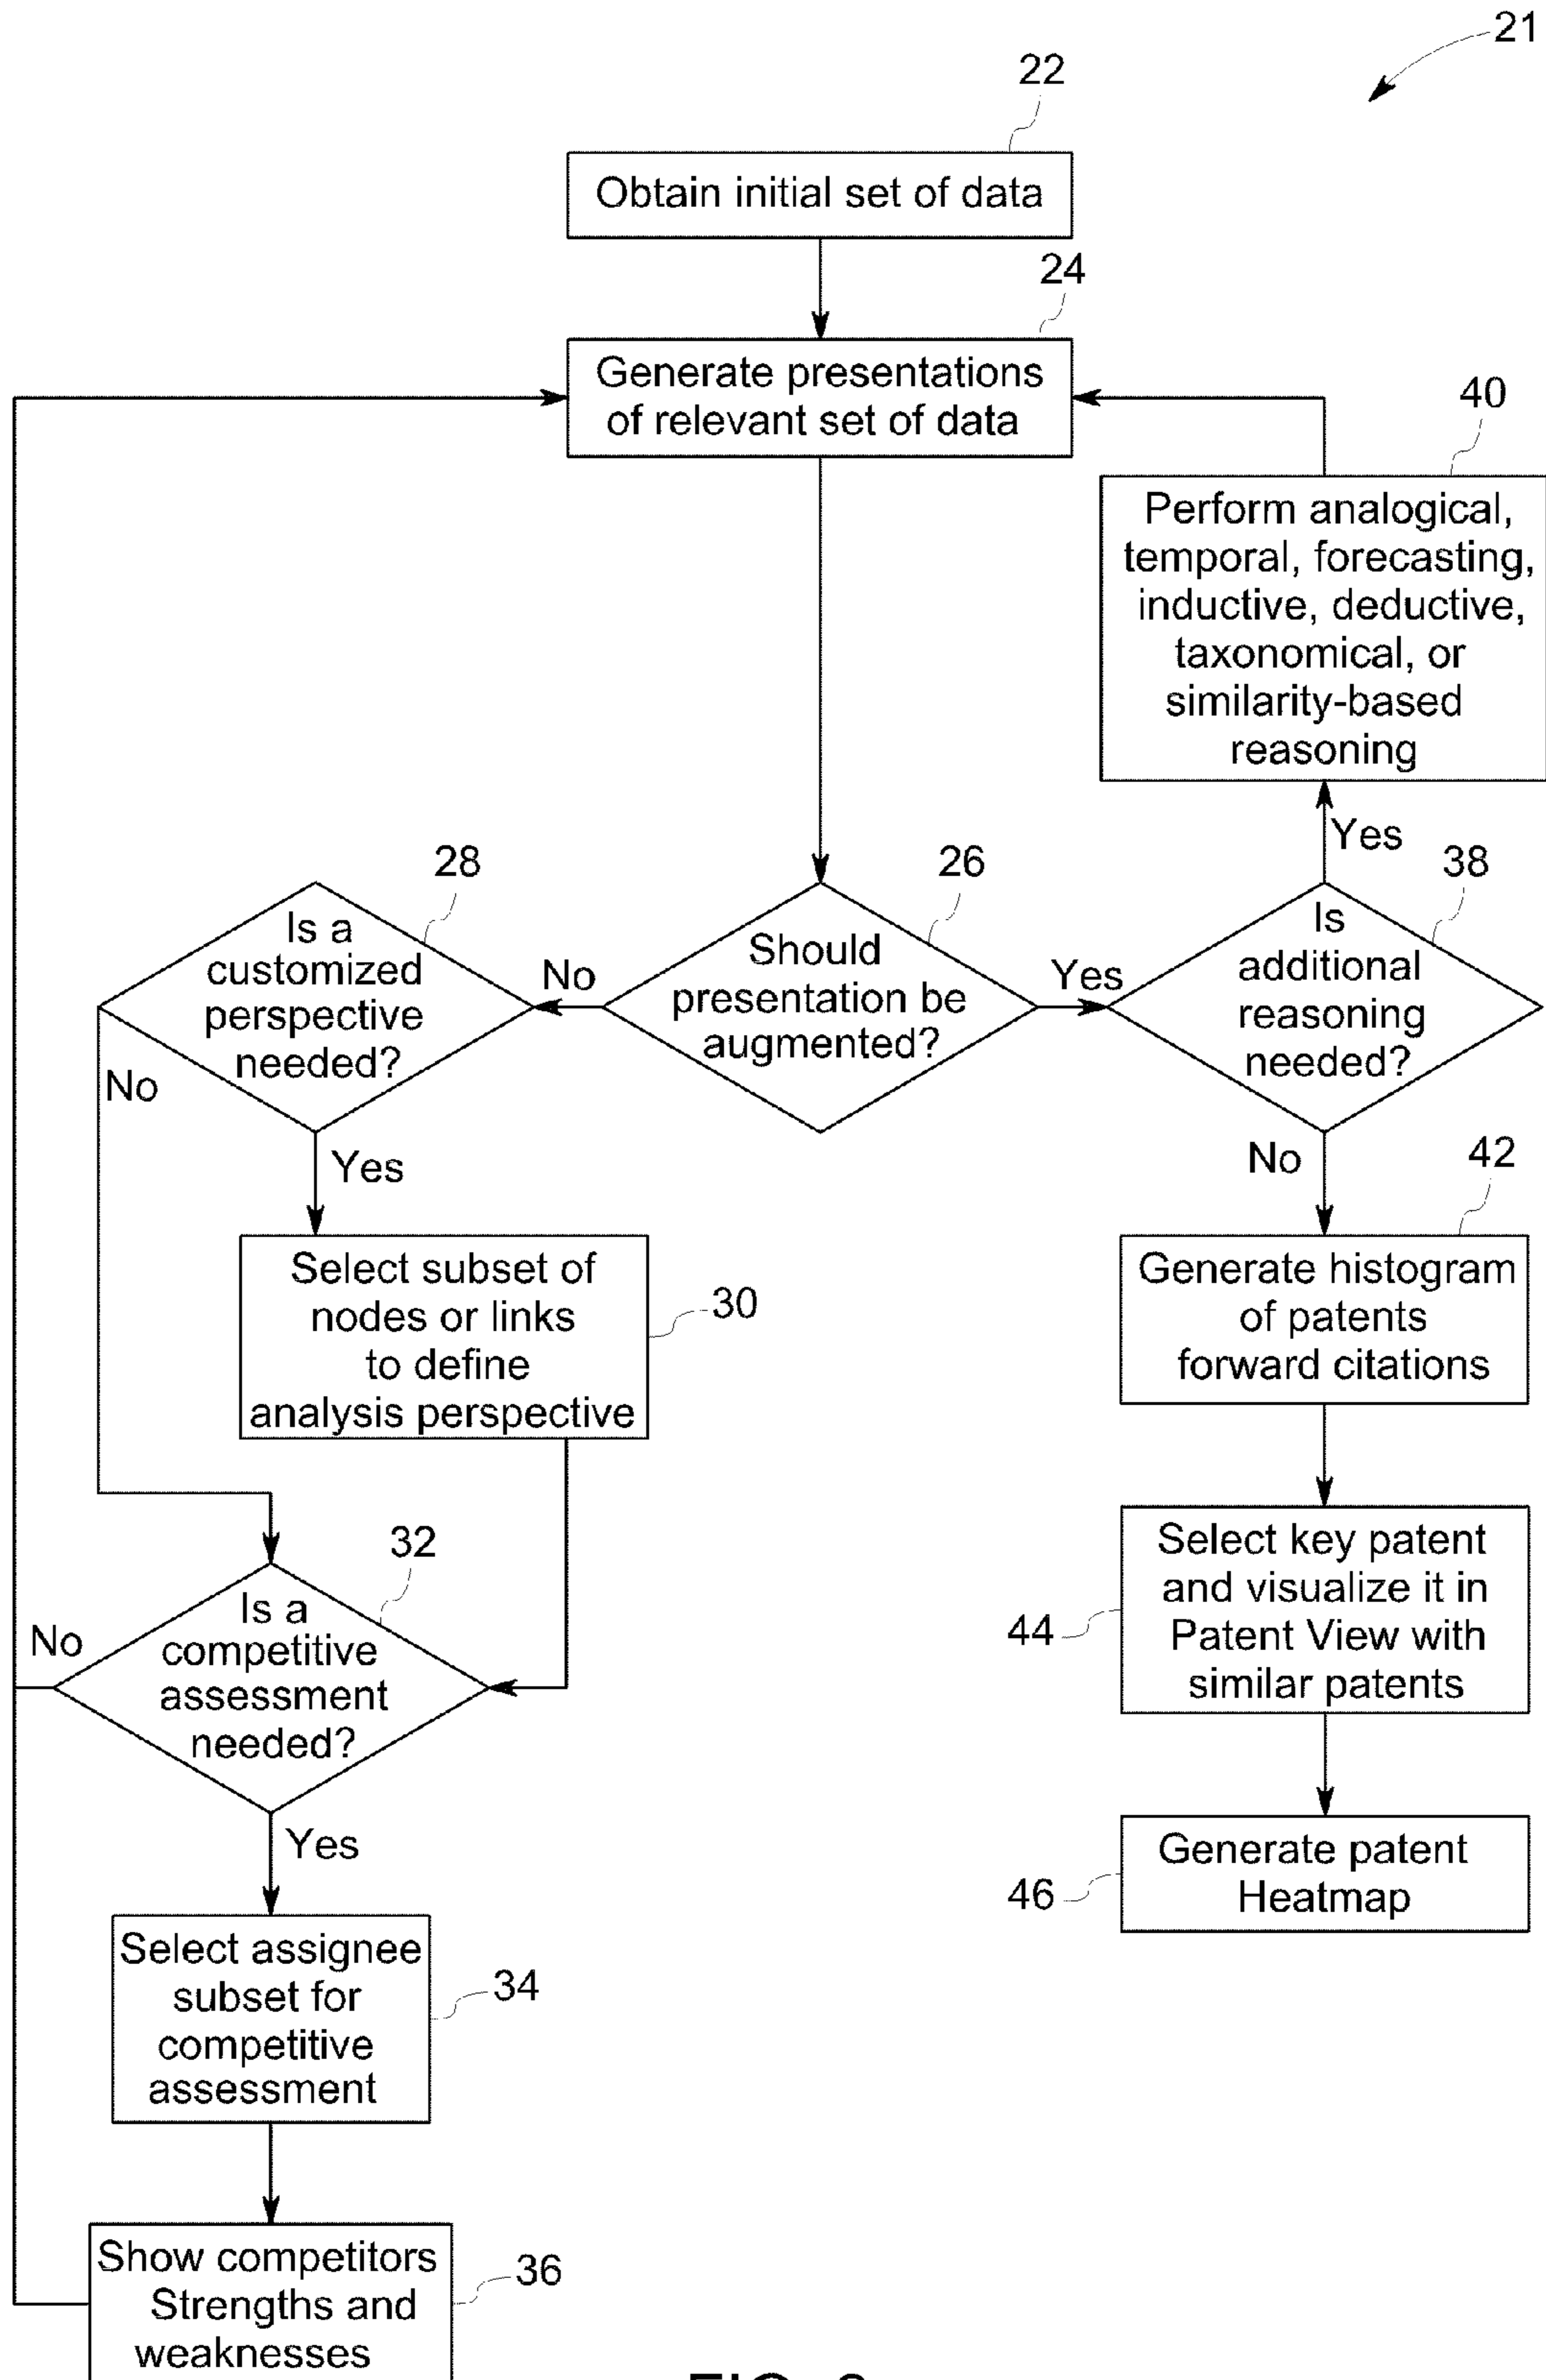 21
22
Obtain initial set of data
24
Generate presentations
of relevant set of data
40
Perform analogical,
temporal, forecasting,
inductive, deductive,
taxonomical, or
similarity-based
reasoning
Yes
28
Is a
customized
perspective
needed?
No
26
Should
presentation be
augmented?
Yes
38
Is
additional
reasoning
needed?
No
Yes
No
42
Select subset of
nodes or links
to define
analysis perspective
30
Generate histogram
of patents
forward citations
32
Is a
competitive
assessment
needed?
No
44
Select key patent
and visualize it in
Patent View with
similar patents
Yes
46
Generate patent
Heatmap
Select assignee
subset for
competitive
assessment
34
Show competitors
Strengths and
weaknesses
36